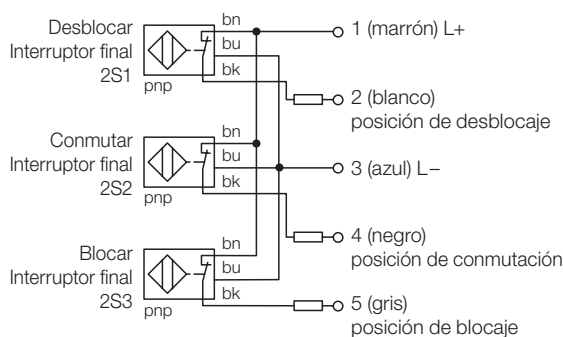 Desblocar
Interruptor final
2S1
pnp
bn
bu
bk
1 (marrón) L+
2 (blanco)
posición de desblocaje
Conmutar
Interruptor final
2S2
pnp
bn
bu
bk
3 (azul) L−
4 (negro)
posición de conmutación
Blocar
Interruptor final
2S3
pnp
bn
bu
bk
5 (gris)
posición de blocaje